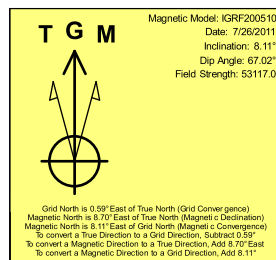 Magnetic Model: IGRF200510
Date: 7/26/2011
Inclination: 8.11°
Dip Angle: 67.02°
Field Strength: 53117.0
T G M
Grid North is 0.59° East of True North (Grid Convergence)
Magnetic North is 8.70° East of True North (Magnetic Declination)
Magnetic North is 8.11° East of Grid North (Magnetic Convergence)
To convert a True Direction to a Grid Direction, Subtract 0.59°
To convert a Magnetic Direction to a True Direction, Add 8.70° East
To convert a Magnetic Direction to a Grid Direction, Add 8.11°